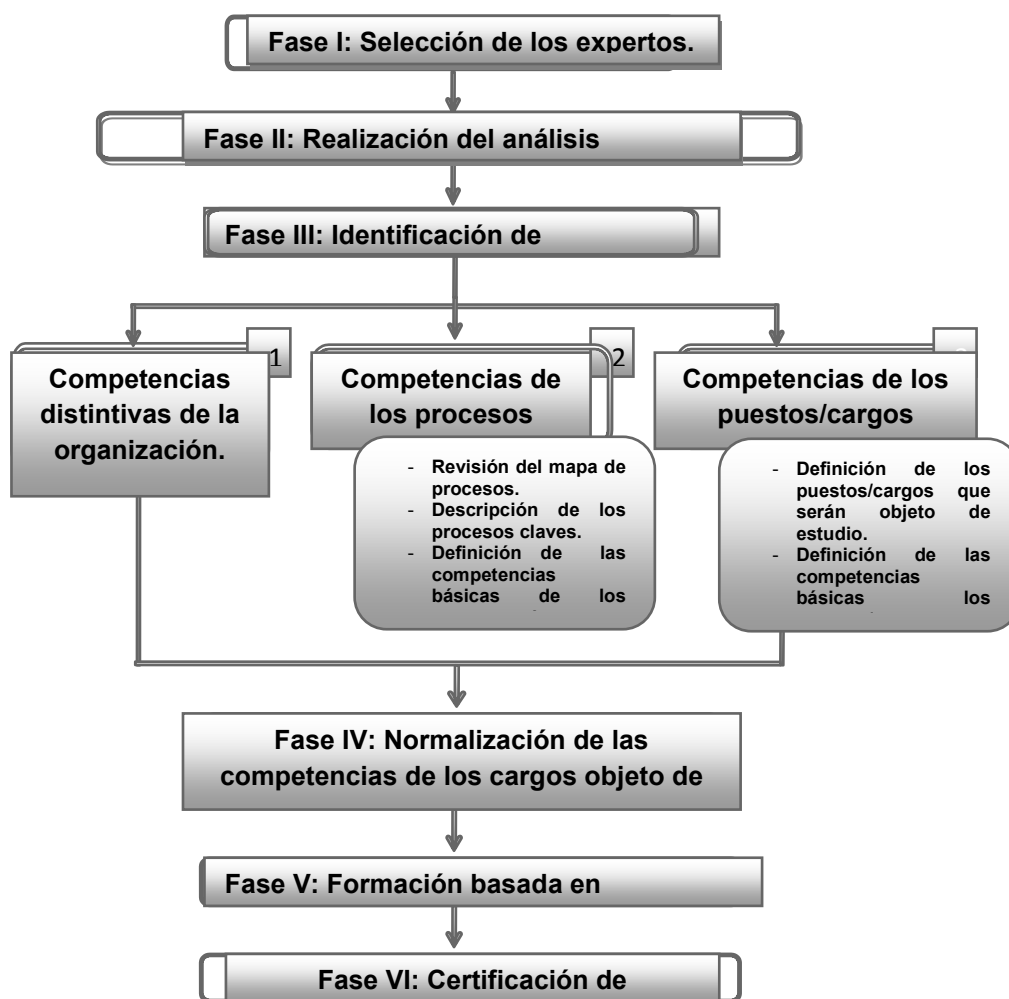 Fase I: Selección de los expertos.
Fase II: Realización del análisis
Fase III: Identificación de
1
Competencias
distintivas de la
organización.
2
Competencias de
los procesos
- Revisión del mapa de
procesos.
- Descripción de los
procesos claves.
- Definición de las
competencias
básicas de los
Competencias de los
puestos/cargos
- Definición de los
puestos/cargos que
serán objeto de
estudio.
- Definición de las
competencias
básicas los
Fase IV: Normalización de las
competencias de los cargos objeto de
Fase V: Formación basada en
Fase VI: Certificación de